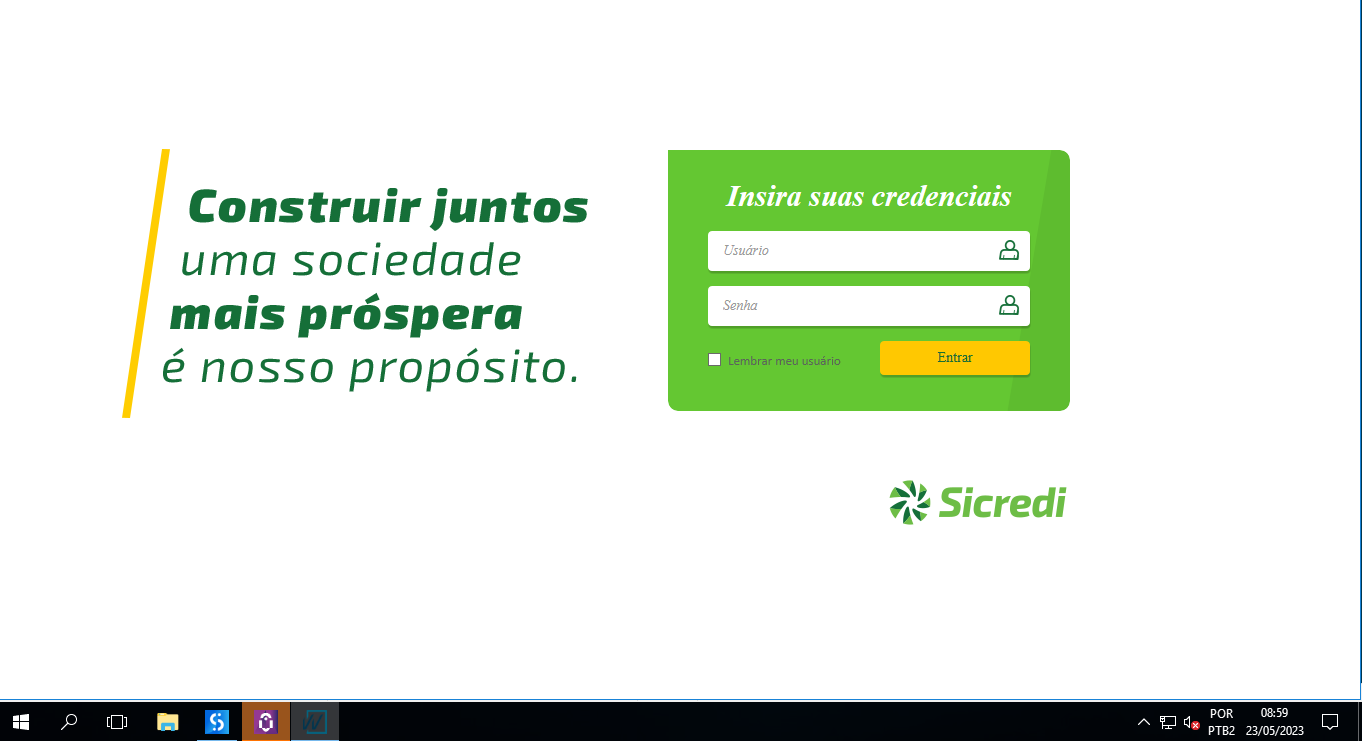 Construir juntos
uma sociedade
mais próspera
é nosso propósito.
Insira suas credenciais
Usuário
Senha
Lembrar meu usuário
Entrar
Sicredi
POR
PTB2
08:59
23/05/2023